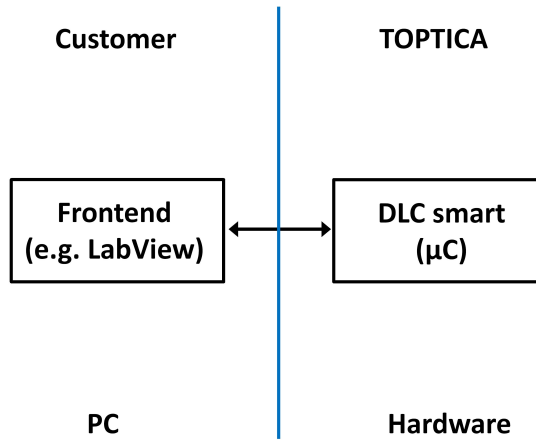 Customer
TOPTICA
Frontend
(e.g. LabView)
DLC smart
(µC)
PC
Hardware